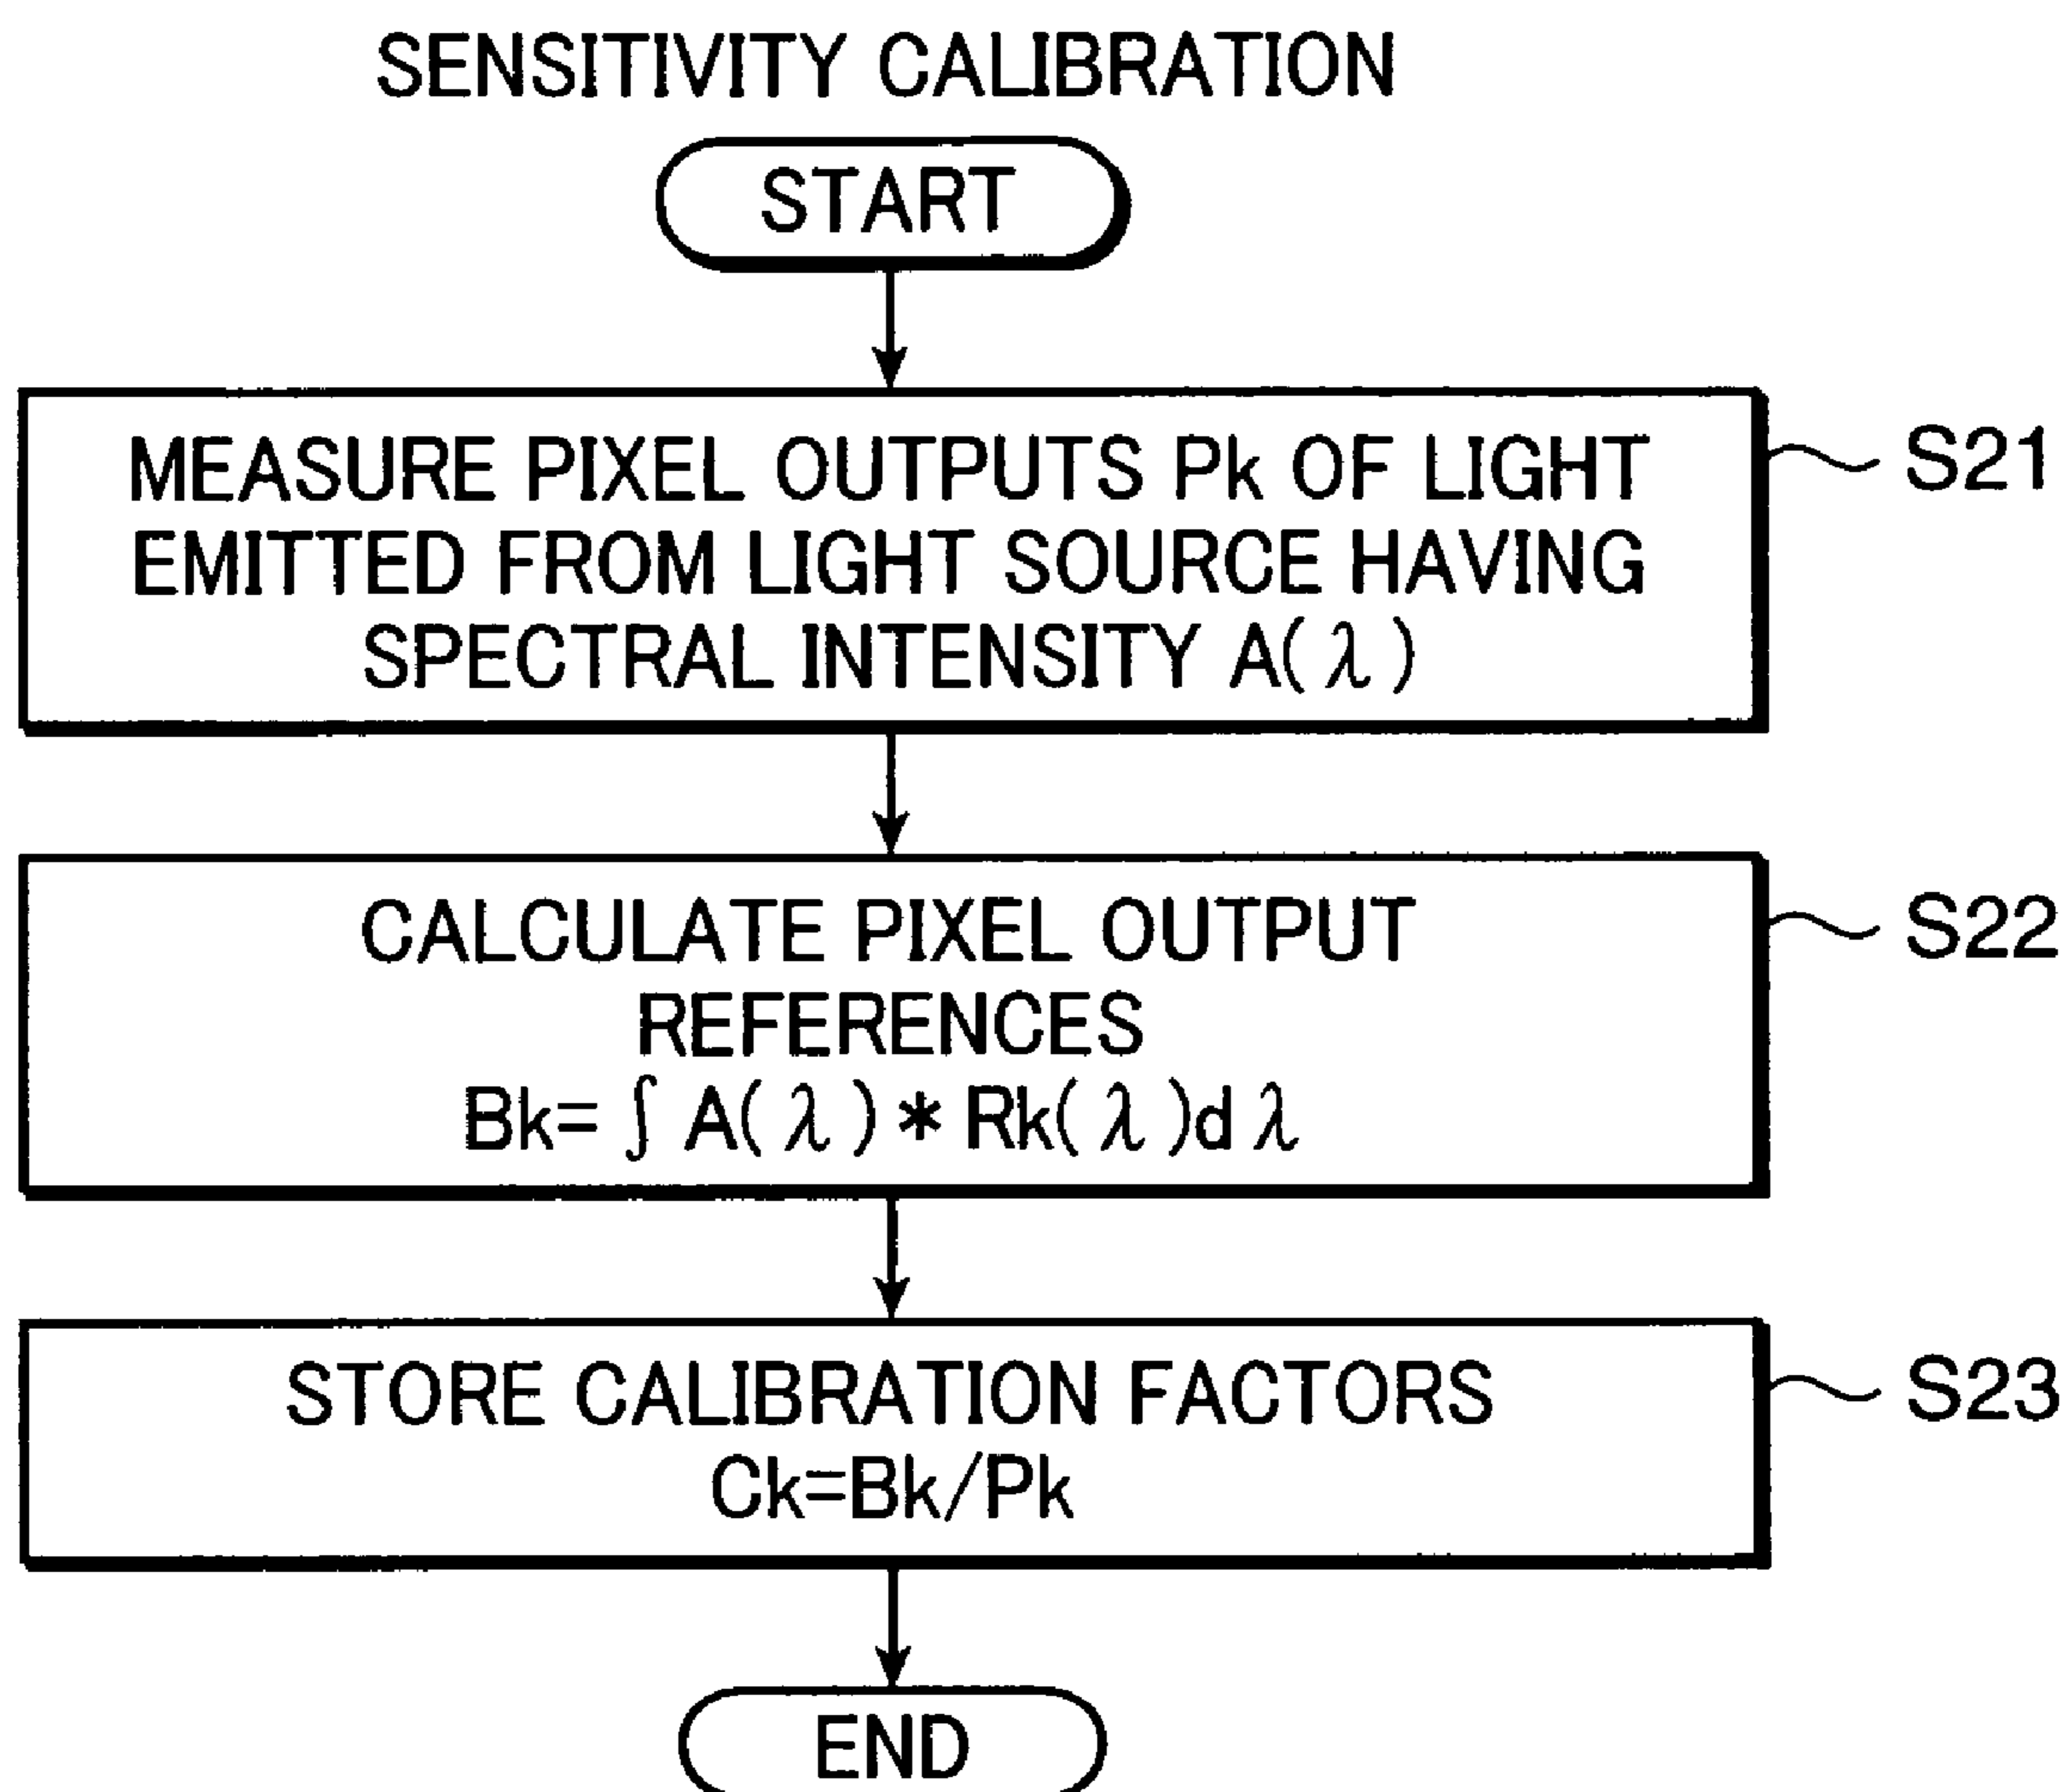 SENSITIVITY CALIBRATION
START
MEASURE PIXEL OUTPUTS Pk OF LIGHT
EMITTED FROM LIGHT SOURCE HAVING
SPECTRAL INTENSITY A(λ)
S21
CALCULATE PIXEL OUTPUT
REFERENCES
Bk=∫A(λ)*Rk(λ)dλ
S22
STORE CALIBRATION FACTORS
Ck=Bk/Pk
S23
END